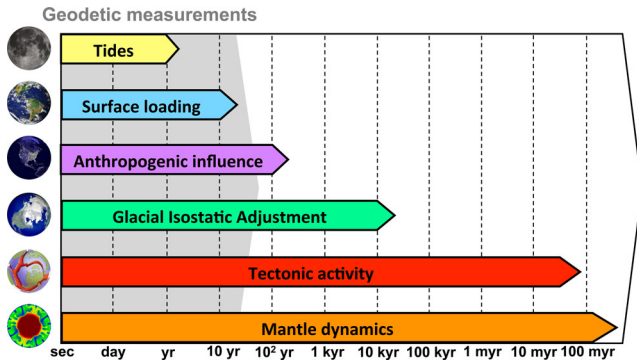 Geodetic measurements
Tides
Surface loading
Anthropogenic influence
Glacial Isostatic Adjustment
Tectonic activity
Mantle dynamics
sec day yr 10 yr 10² yr 1 kyr 10 kyr 100 kyr 1 myr 10 myr 100 myr